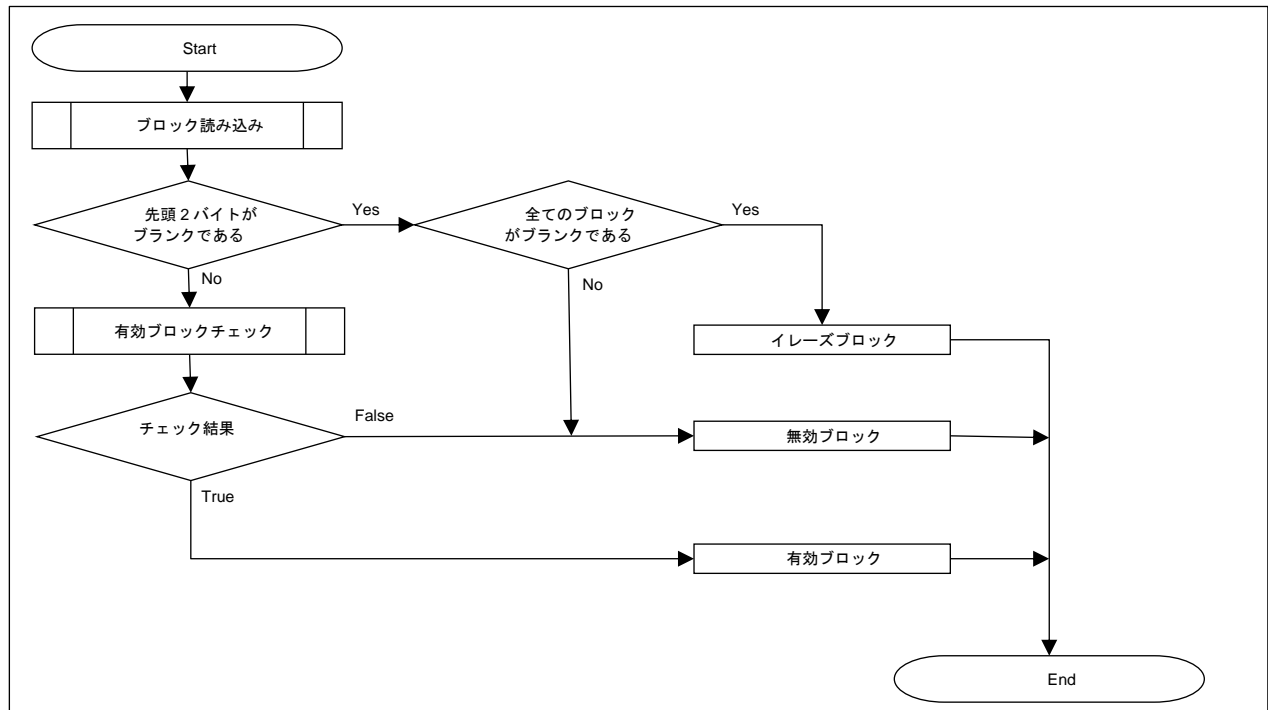 Start
ブロック読み込み
先頭2バイトが
ブランクである
Yes
全てのブロック
がブランクである
Yes
No
No
有効ブロックチェック
イレーズブロック
チェック結果
False
無効ブロック
True
有効ブロック
End